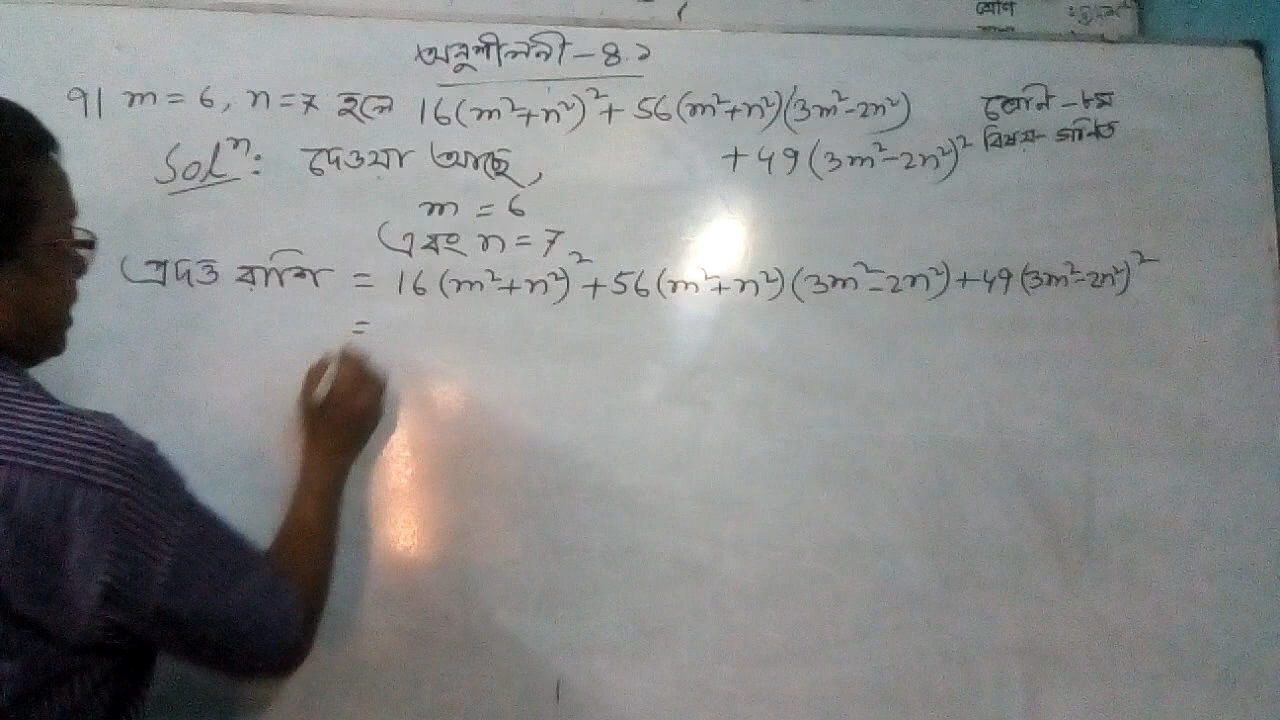 অনুশীলনী - ৪.১
৭। m = 6, n = 7 হলে 16(m²+n²)² + 56(m²+n²)(3m²-2n²)
+ 49(3m²-2n²)²
শ্রেণি - ৮ম
বিষয় - গণিত
Solⁿ: দেওয়া আছে,
m = 6
এবং n = 7
প্রদত্ত রাশি = 16(m²+n²)² + 56(m²+n²)(3m²-2n²) + 49(3m²-2n²)²
=